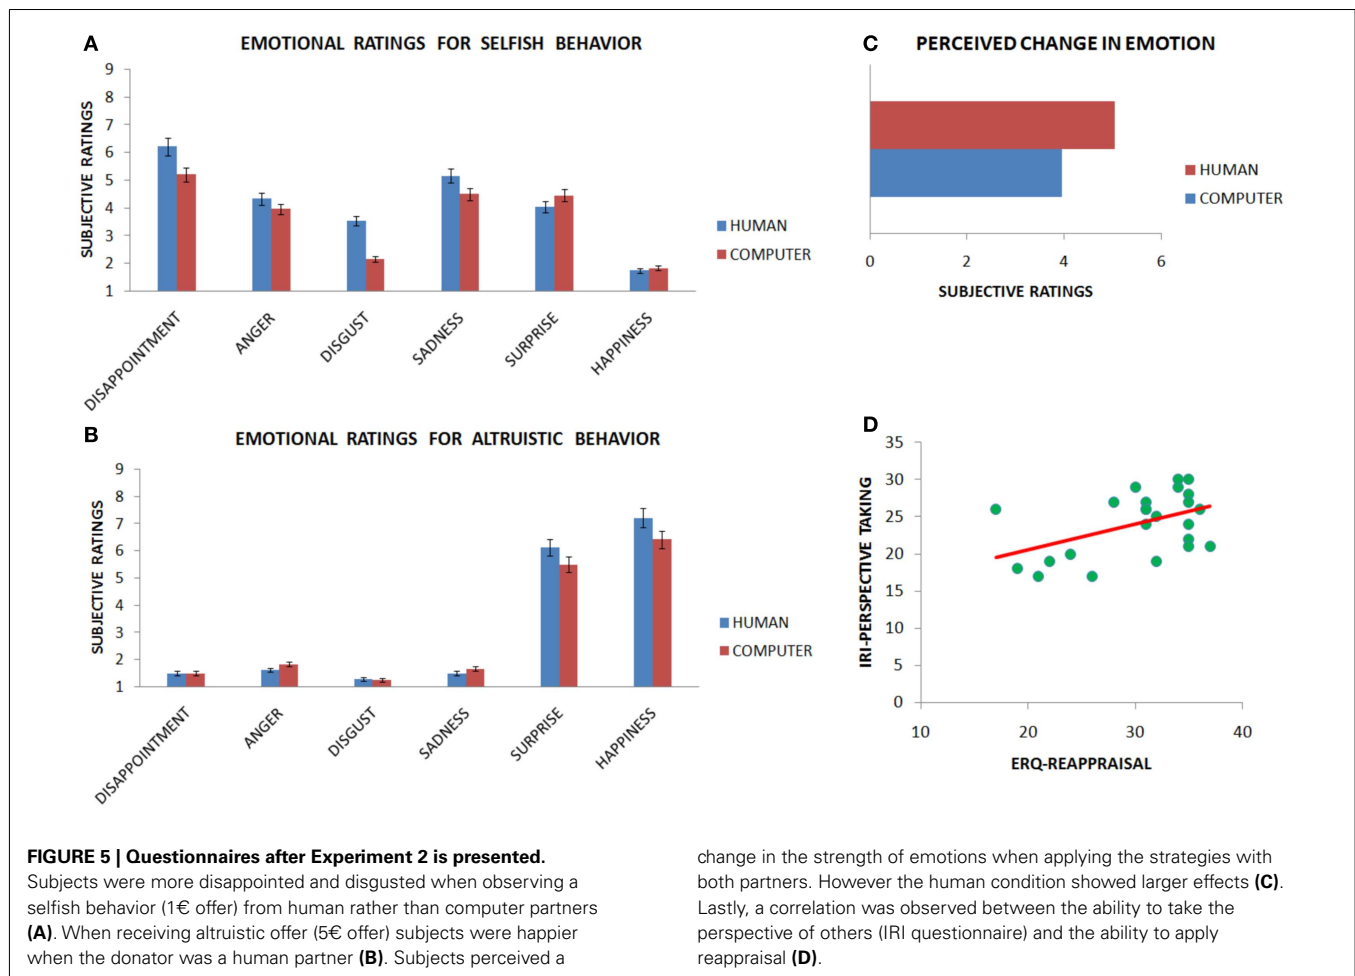 A
EMOTIONAL RATINGS FOR SELFISH BEHAVIOR
SUBJECTIVE RATINGS
9
8
7
6
5
4
3
2
1
DISAPPOINTMENT
ANGER
DISGUST
SADNESS
SURPRISE
HAPPINESS
HUMAN
COMPUTER
C
PERCEIVED CHANGE IN EMOTION
0
2
4
6
SUBJECTIVE RATINGS
HUMAN
COMPUTER
B
EMOTIONAL RATINGS FOR ALTRUISTIC BEHAVIOR
SUBJECTIVE RATINGS
9
8
7
6
5
4
3
2
1
DISAPPOINTMENT
ANGER
DISGUST
SADNESS
SURPRISE
HAPPINESS
HUMAN
COMPUTER
D
IRI-PERSPECTIVE TAKING
35
30
25
20
15
10
5
0
10
20
30
40
ERQ-REAPPRAISAL
FIGURE 5 | Questionnaires after Experiment 2 is presented.
Subjects were more disappointed and disgusted when observing a
selfish behavior (1€ offer) from human rather than computer partners
(A). When receiving altruistic offer (5€ offer) subjects were happier
when the donator was a human partner (B). Subjects perceived a
change in the strength of emotions when applying the strategies with
both partners. However the human condition showed larger effects (C).
Lastly, a correlation was observed between the ability to take the
perspective of others (IRI questionnaire) and the ability to apply
reappraisal (D).